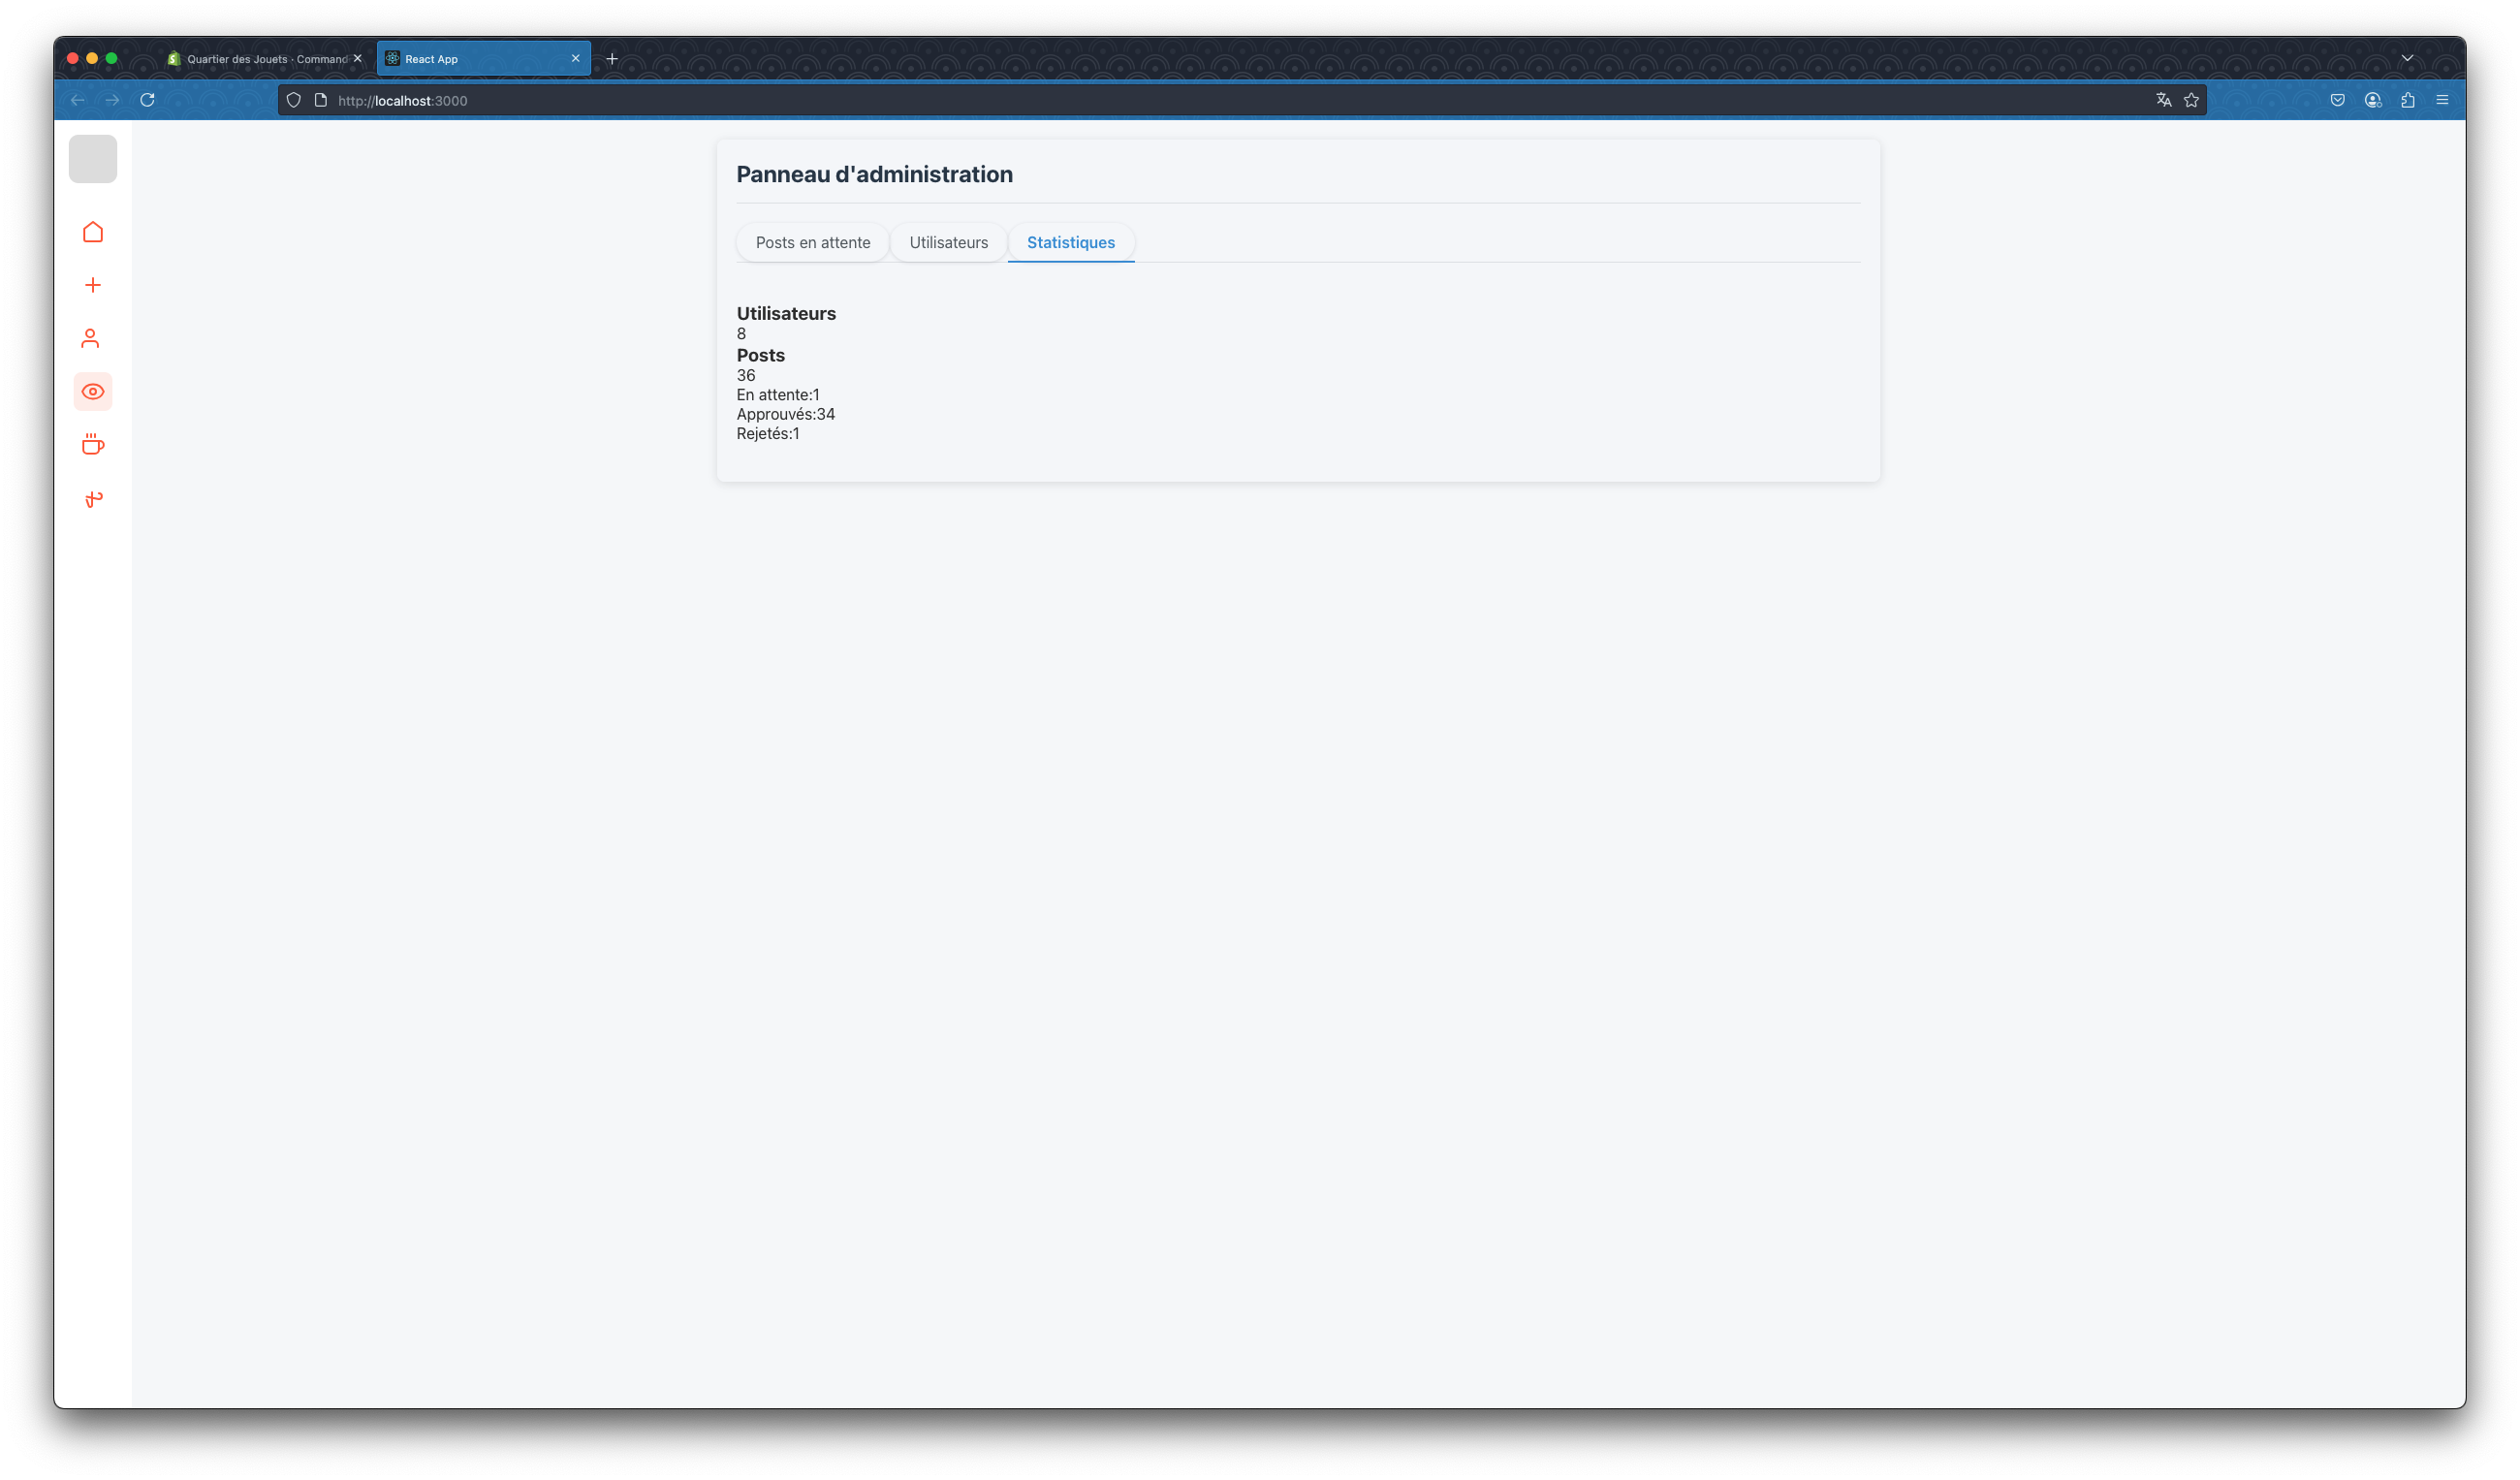 Quartier des Jouets · Command
React App
http://localhost:3000
Panneau d'administration
Posts en attente
Utilisateurs
Statistiques
Utilisateurs
8
Posts
36
En attente:1
Approuvés:34
Rejetés:1